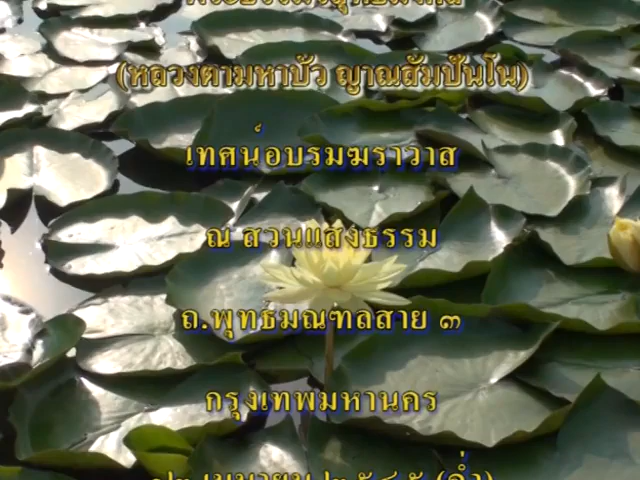 (หลวงตามหาบัว ญาณสัมปันโน)
เทศน์อบรมฆราวาส
ณ สวนแสงธรรม
ถ.พุทธมณฑลสาย ๓
กรุงเทพมหานคร
(ค่ำ)